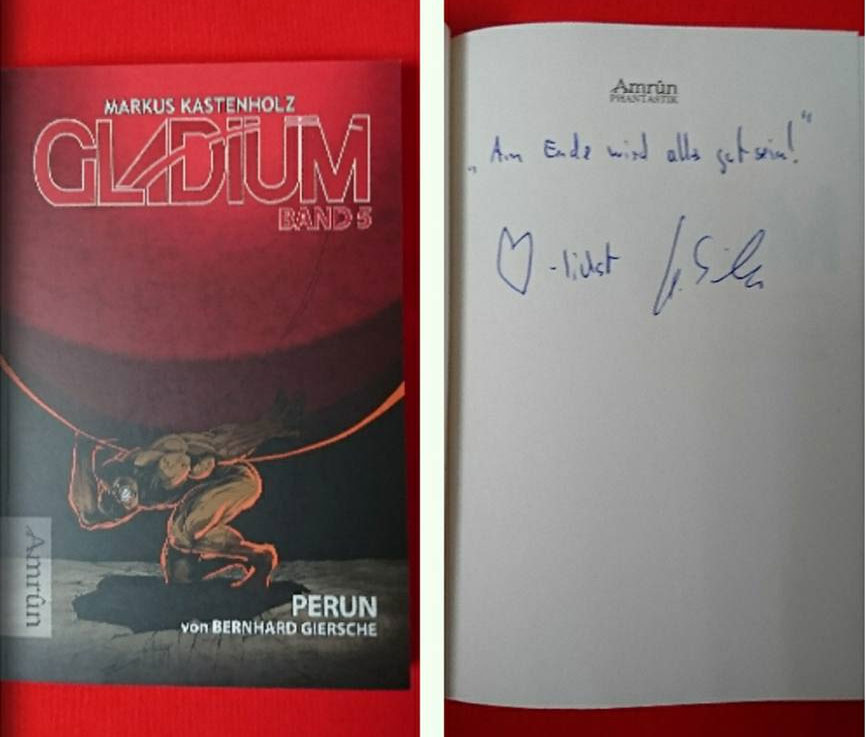 MARKUS KASTENHOLZ
GLADIUM
BAND 5
Amrûn
PERUN
von BERNHARD GIERSCHE
Amrûn
PHANTASTIK
„Am Ende wird alles gut sein!“
-lichst